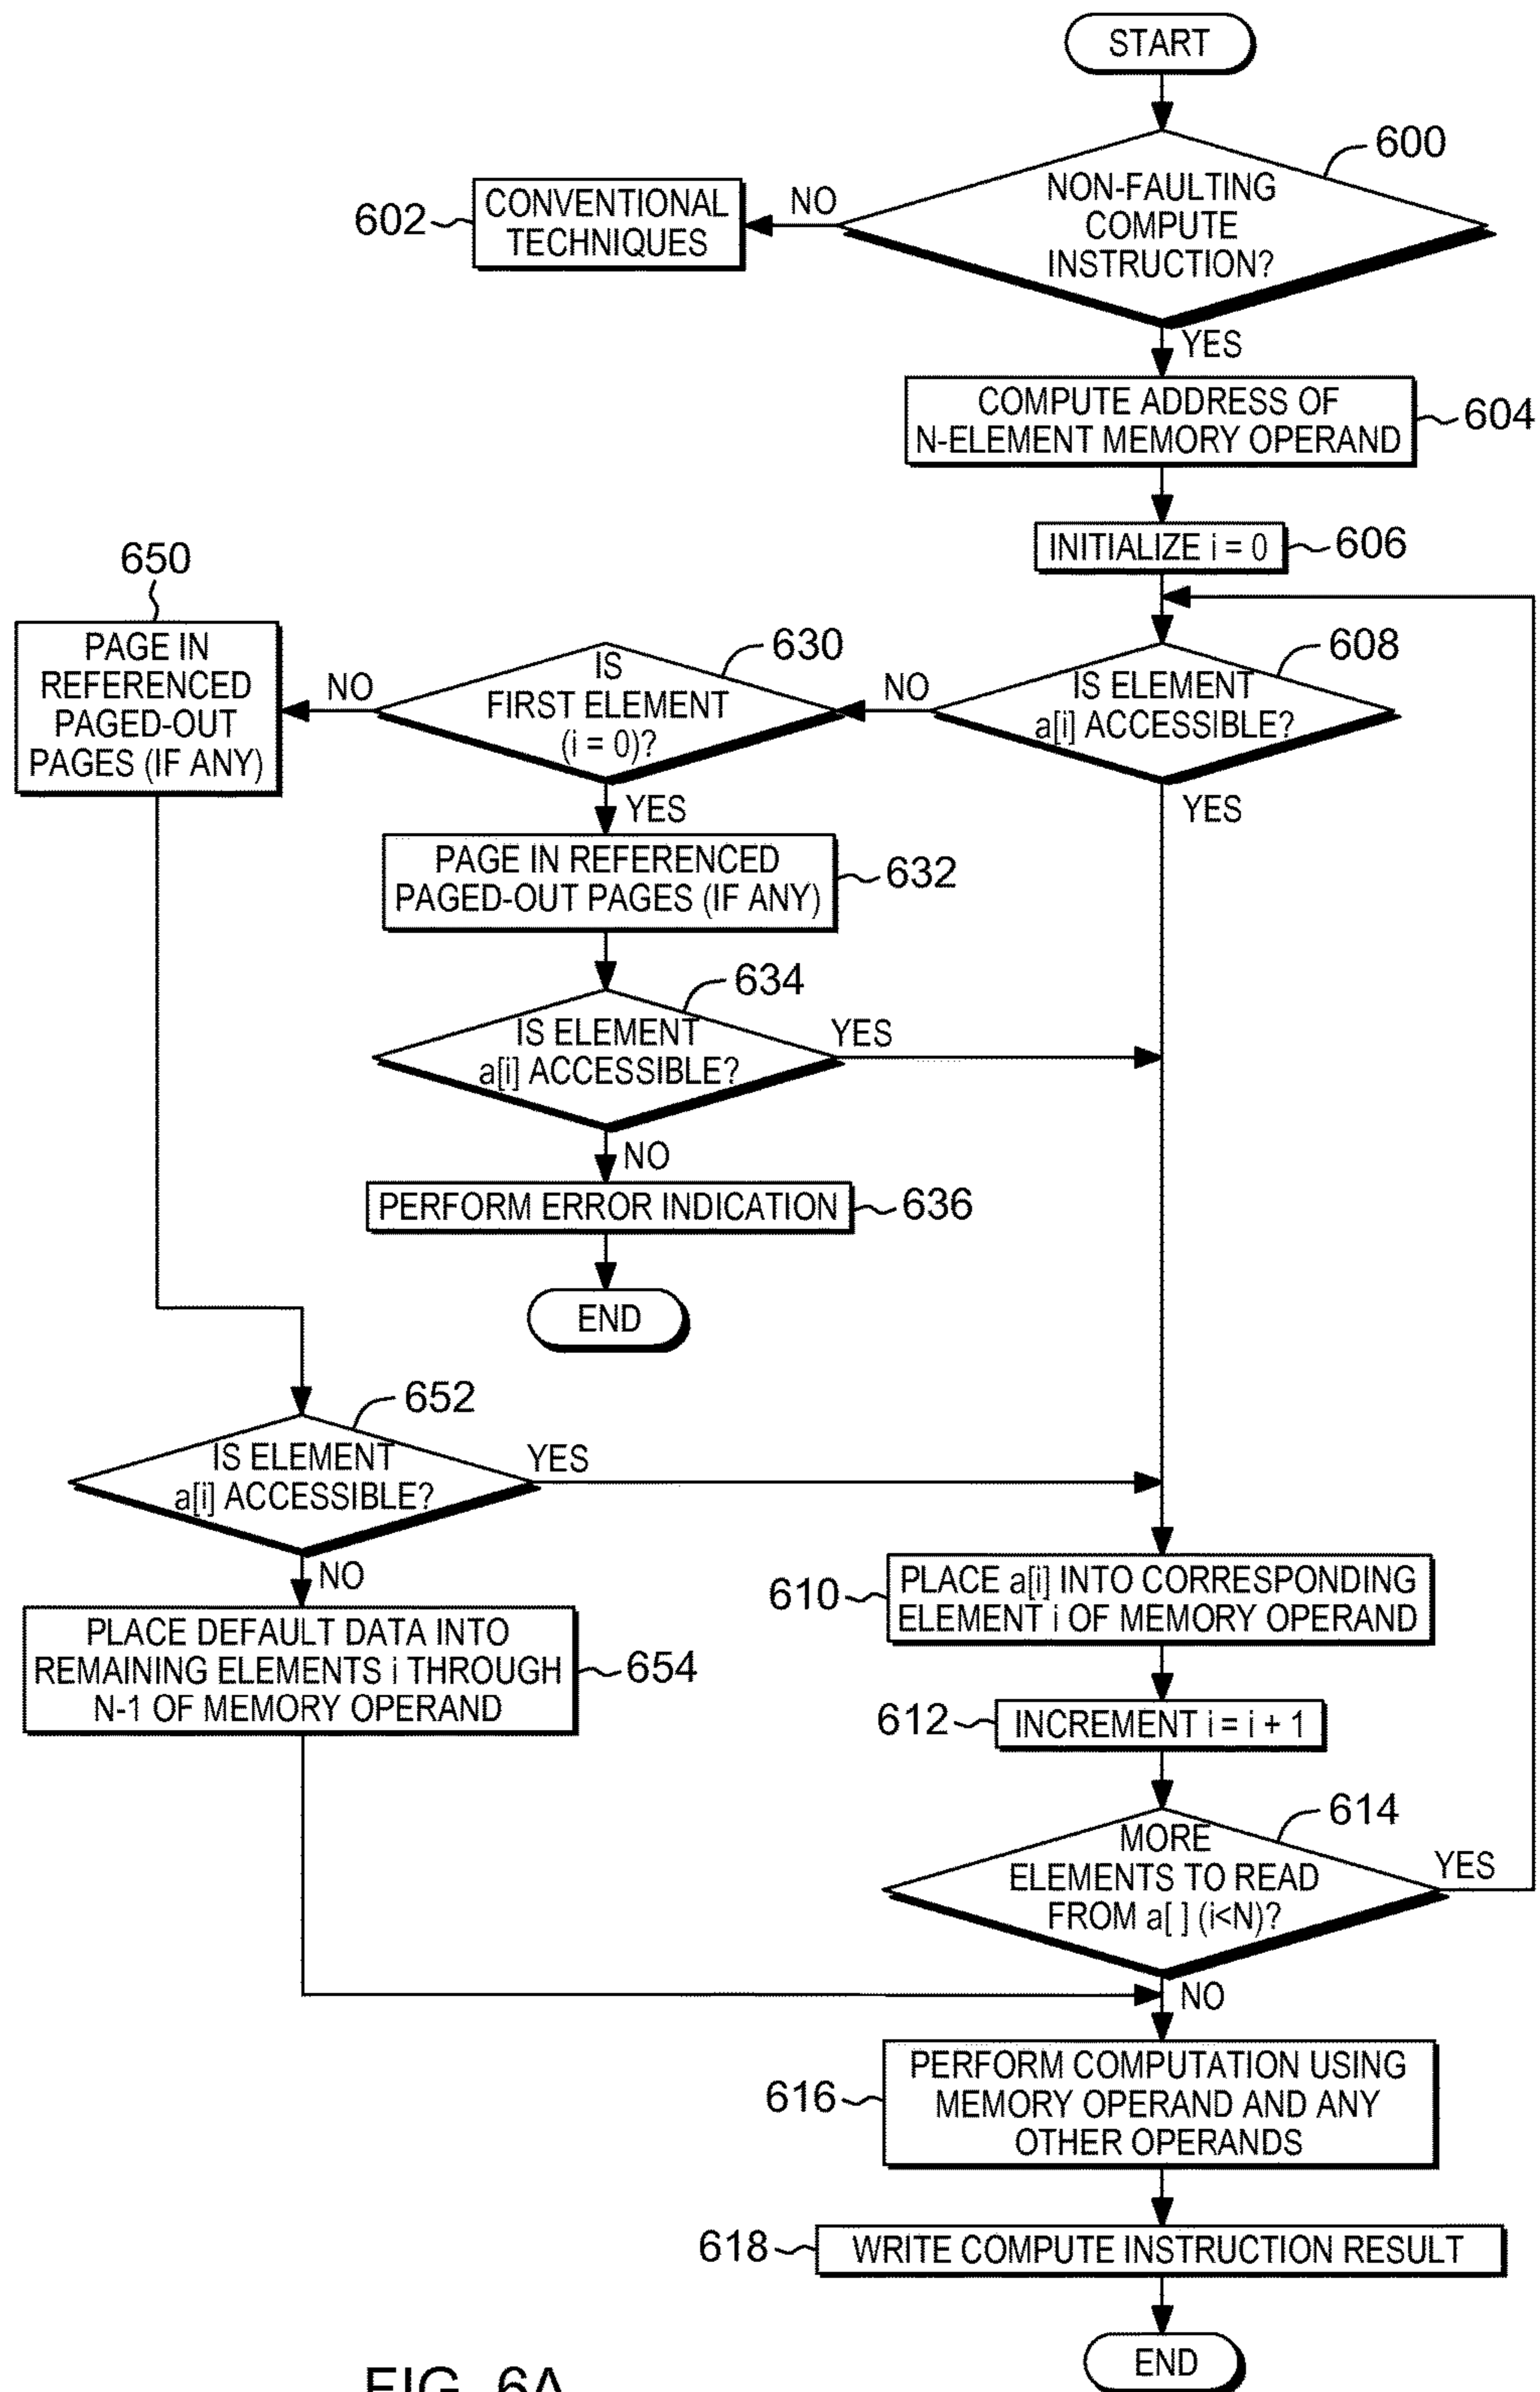 START
600
NON-FAULTING
COMPUTE
INSTRUCTION?
NO
602
CONVENTIONAL
TECHNIQUES
YES
COMPUTE ADDRESS OF
N-ELEMENT MEMORY OPERAND
604
INITIALIZE i = 0
606
650
PAGE IN
REFERENCED
PAGED-OUT
PAGES (IF ANY)
NO
630
IS
FIRST ELEMENT
(i = 0)?
NO
608
IS ELEMENT
a[i] ACCESSIBLE?
YES
YES
PAGE IN REFERENCED
PAGED-OUT PAGES (IF ANY)
632
634
IS ELEMENT
a[i] ACCESSIBLE?
YES
NO
PERFORM ERROR INDICATION
636
END
652
IS ELEMENT
a[i] ACCESSIBLE?
YES
NO
PLACE DEFAULT DATA INTO
REMAINING ELEMENTS i THROUGH
N-1 OF MEMORY OPERAND
654
610
PLACE a[i] INTO CORRESPONDING
ELEMENT i OF MEMORY OPERAND
612
INCREMENT i = i + 1
614
MORE
ELEMENTS TO READ
FROM a[ ] (i<N)?
YES
NO
616
PERFORM COMPUTATION USING
MEMORY OPERAND AND ANY
OTHER OPERANDS
618
WRITE COMPUTE INSTRUCTION RESULT
END
FIG. 6A